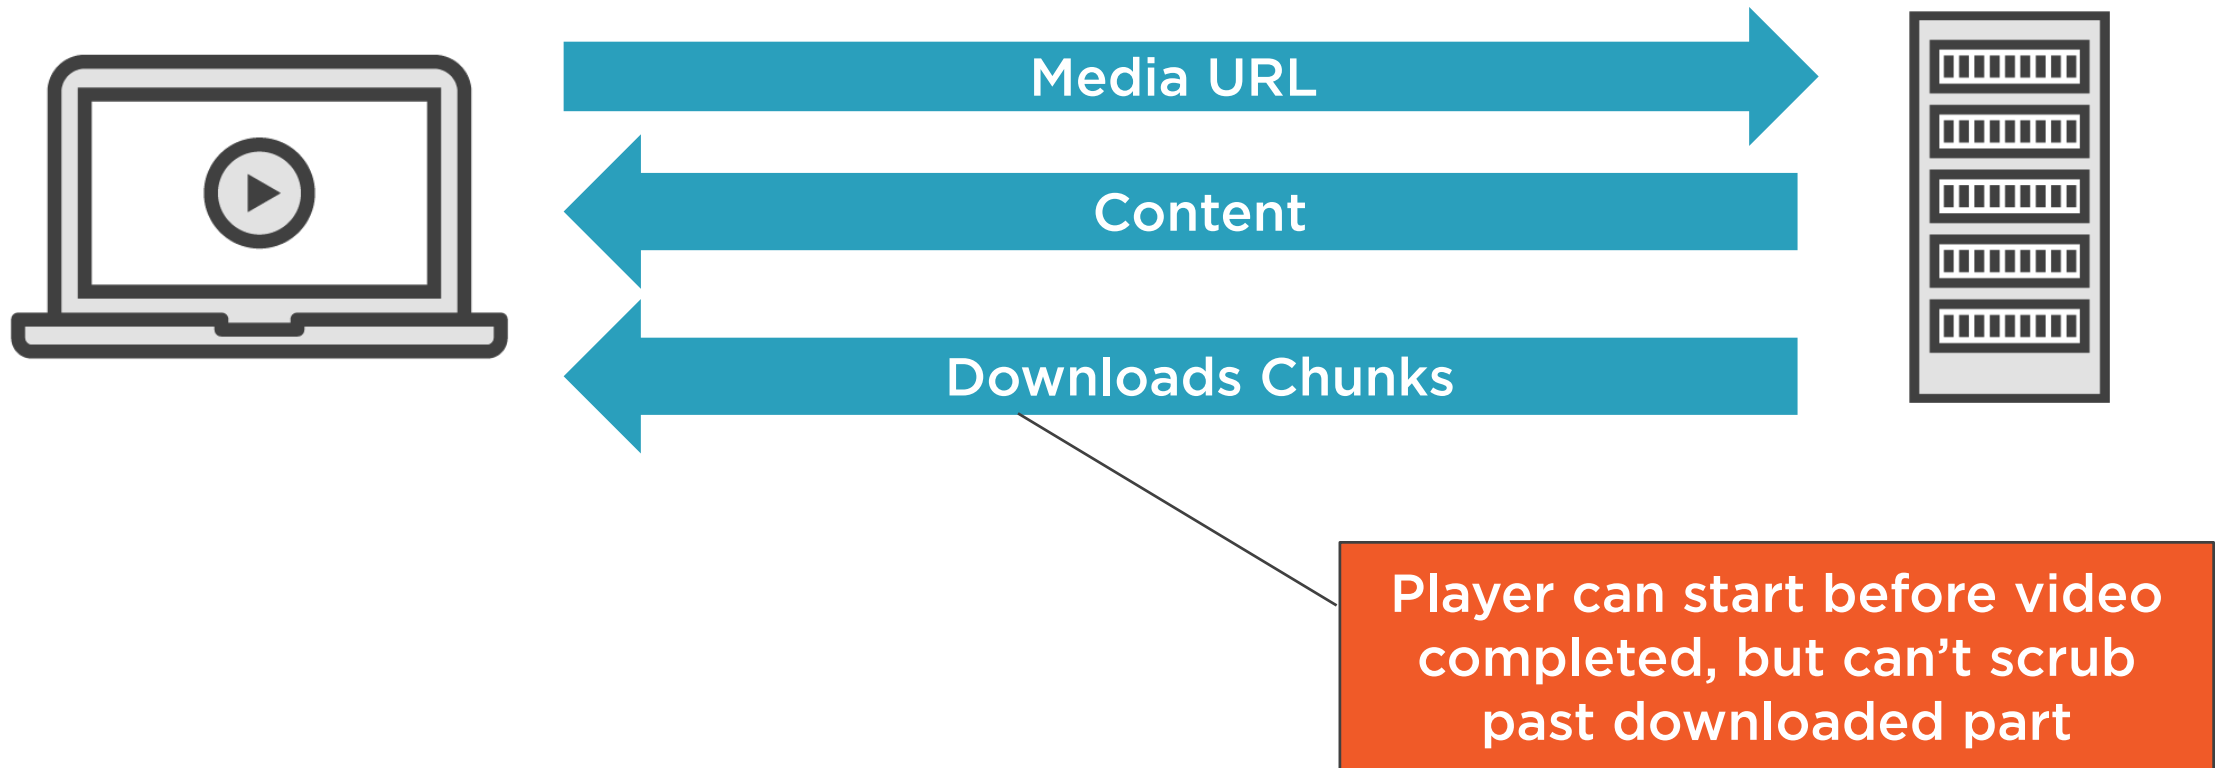 Media URL
Content
Downloads Chunks
Player can start before video
completed, but can’t scrub
past downloaded part